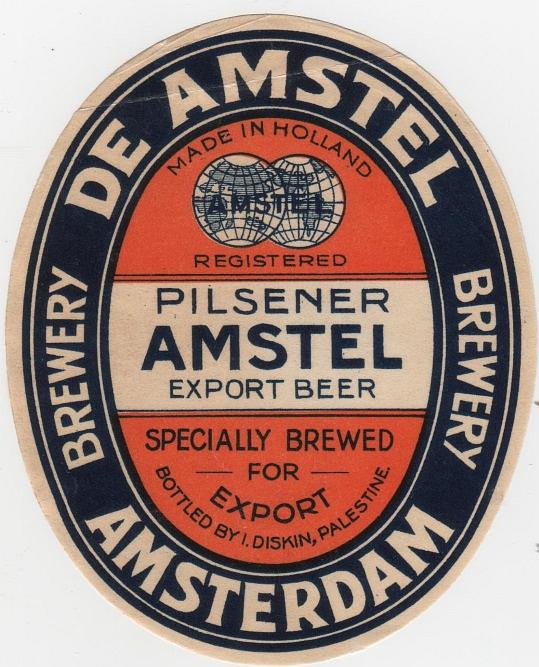 DE AMSTEL
BREWERY
BREWERY
AMSTERDAM
MADE IN HOLLAND
AMSTEL
REGISTERED
PILSENER
AMSTEL
EXPORT BEER
SPECIALLY BREWED
— FOR —
EXPORT
BOTTLED BY I. DISKIN, PALESTINE.